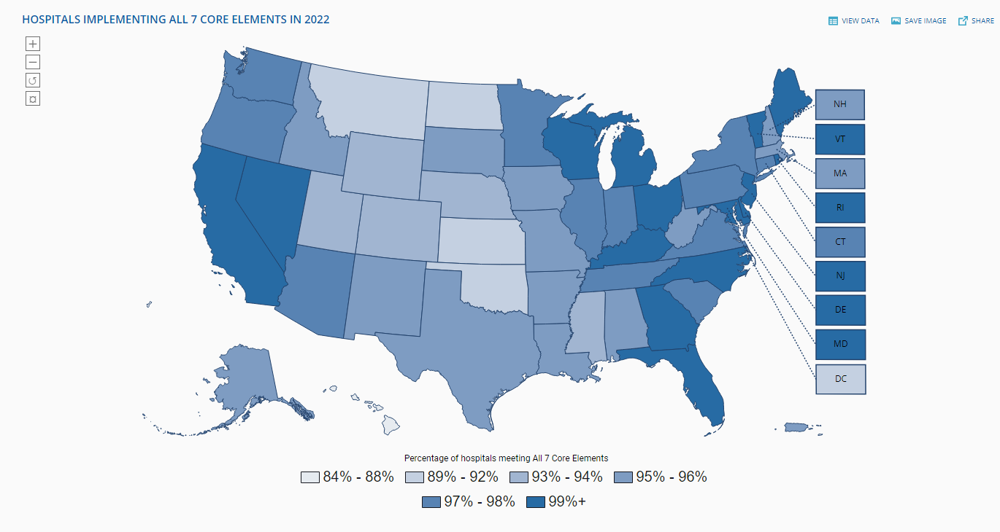 HOSPITALS IMPLEMENTING ALL 7 CORE ELEMENTS IN 2022
VIEW DATA SAVE IMAGE SHARE
NH
VT
MA
RI
CT
NJ
DE
MD
DC
Percentage of hospitals meeting All 7 Core Elements
84% - 88% 89% - 92% 93% - 94% 95% - 96%
97% - 98% 99%+